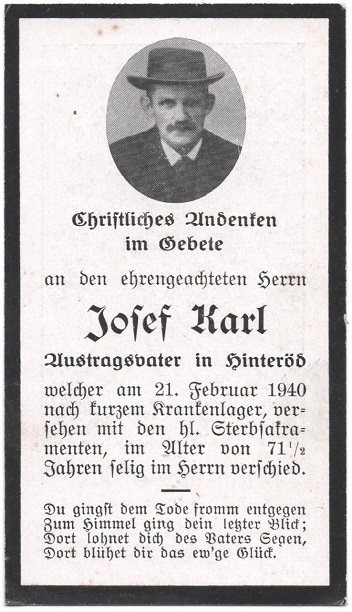 Christliches Andenken
im Gebete
an den ehrengeachteten Herrn
Josef Karl
Austragsvater in Hinteröd
welcher am 21. Februar 1940
nach kurzem Krankenlager, ver-
sehen mit den hl. Sterbsakra-
menten, im Alter von 71½
Jahren selig im Herrn verschied.
Du gingst dem Tode fromm entgegen
Zum Himmel ging dein letzter Blick;
Dort lohnet dich des Vaters Segen,
Dort blühet dir das ew'ge Glück.